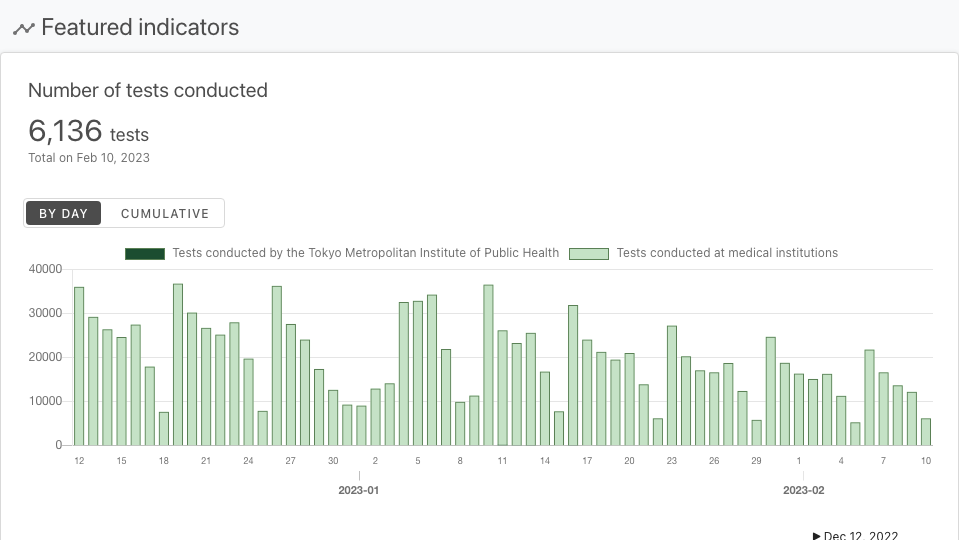 Featured indicators
Number of tests conducted
6,136 tests
Total on Feb 10, 2023
BY DAY CUMULATIVE
Tests conducted by the Tokyo Metropolitan Institute of Public Health Tests conducted at medical institutions
40000
30000
20000
10000
0
12 15 18 21 24 27 30 2 5 8 11 14 17 20 23 26 29 1 4 7 10
2023-01 2023-02
▶ Dec 12, 2022